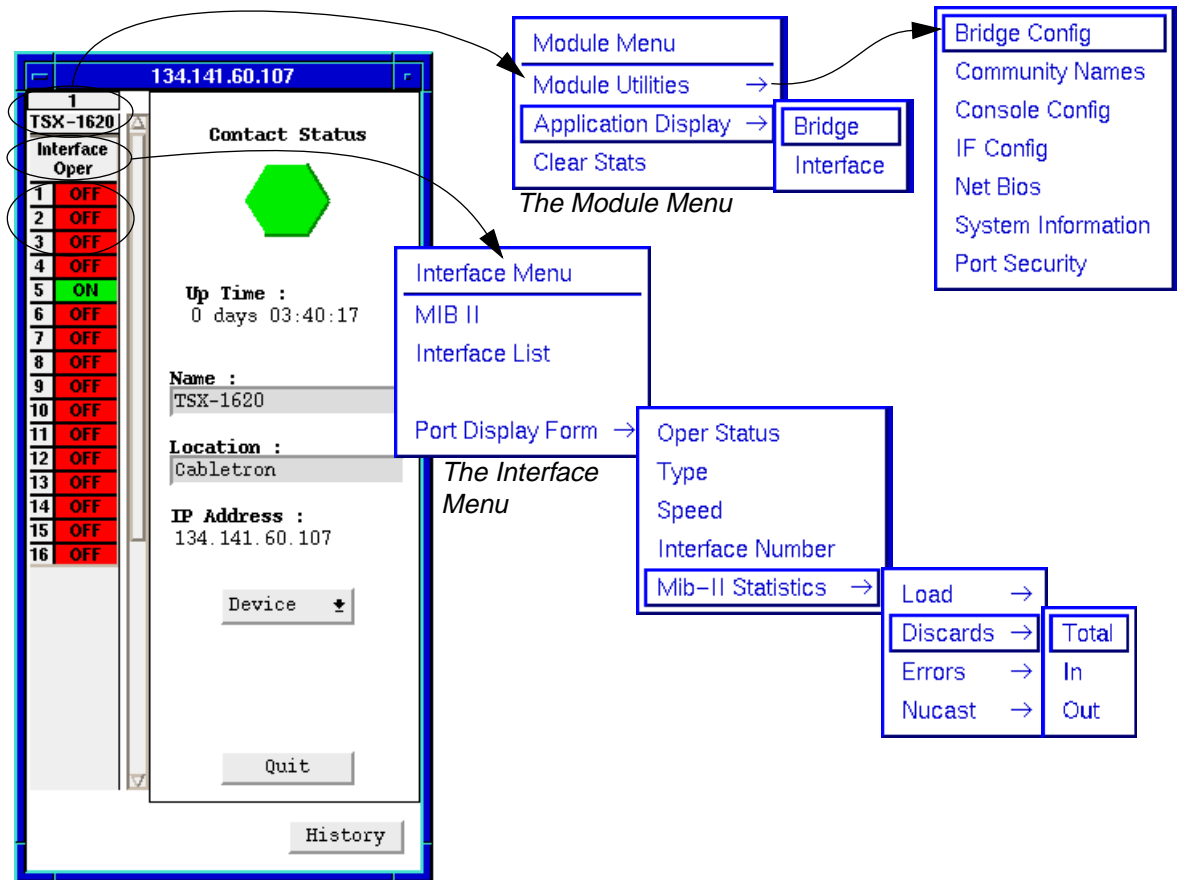 134.141.60.107
1
TSX-1620
Interface
Oper
1 OFF
2 OFF
3 OFF
4 OFF
5 ON
6 OFF
7 OFF
8 OFF
9 OFF
10 OFF
11 OFF
12 OFF
13 OFF
14 OFF
15 OFF
16 OFF
Contact Status
Up Time :
0 days 03:40:17
Name :
TSX-1620
Location :
Cabletron
IP Address :
134.141.60.107
Device
Quit
History
Module Menu
Module Utilities →
Application Display →
Clear Stats
Bridge
Interface
The Module Menu
Bridge Config
Community Names
Console Config
IF Config
Net Bios
System Information
Port Security
Interface Menu
MIB II
Interface List
Port Display Form →
The Interface
Menu
Oper Status
Type
Speed
Interface Number
Mib-II Statistics →
Load →
Discards →
Errors →
Nucast →
Total
In
Out